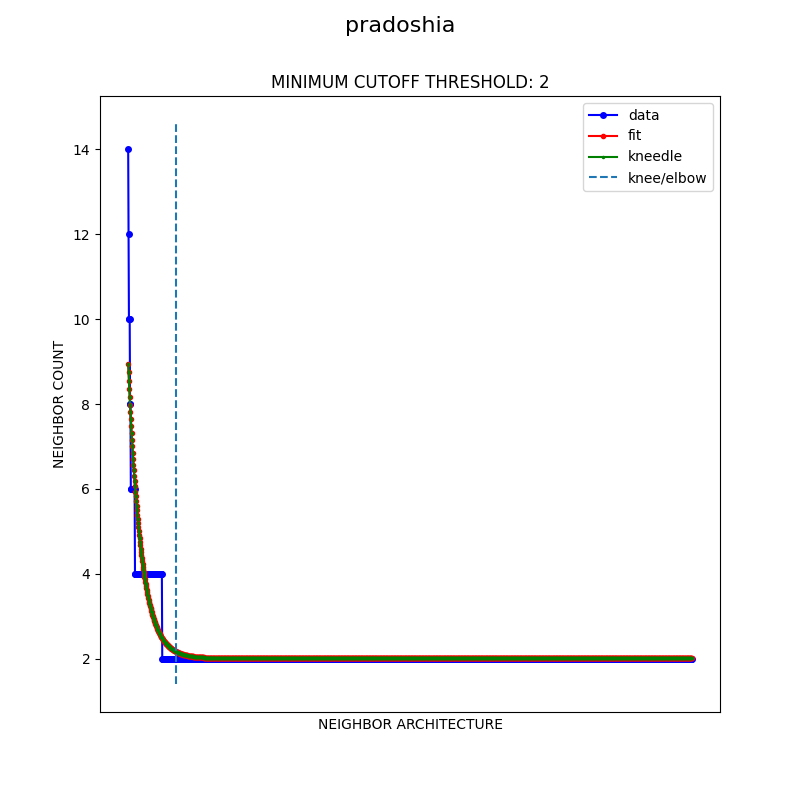 pradoshia
MINIMUM CUTOFF THRESHOLD: 2
data
fit
kneedle
knee/elbow
14
12
10
8
6
4
2
NEIGHBOR COUNT
NEIGHBOR ARCHITECTURE